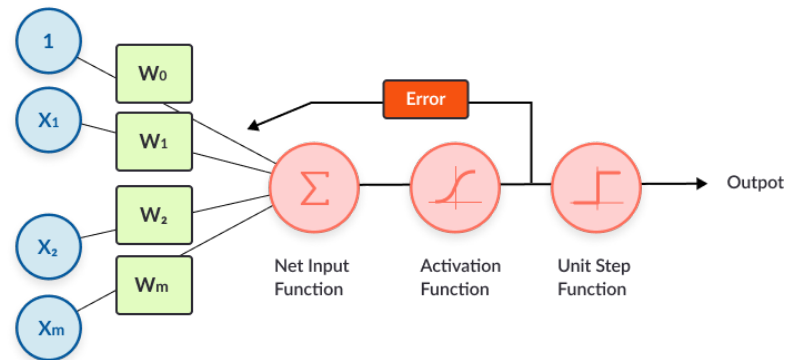 1
W₀
Error
X₁
W₁
Σ
Outpot
W₂
X₂
Net Input
Function
Activation
Function
Unit Step
Function
Wm
Xm